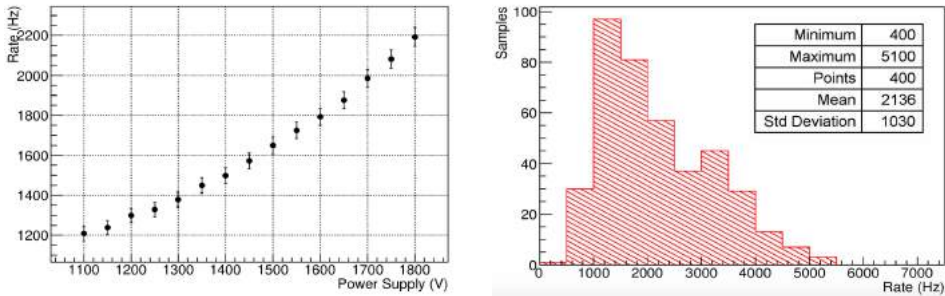 Rate (Hz)
2200
2000
1800
1600
1400
1200
1100 1200 1300 1400 1500 1600 1700 1800
Power Supply (V)
Samples
100
80
60
40
20
0
0 1000 2000 3000 4000 5000 6000 7000
Rate (Hz)
Minimum 400
Maximum 5100
Points 400
Mean 2136
Std Deviation 1030